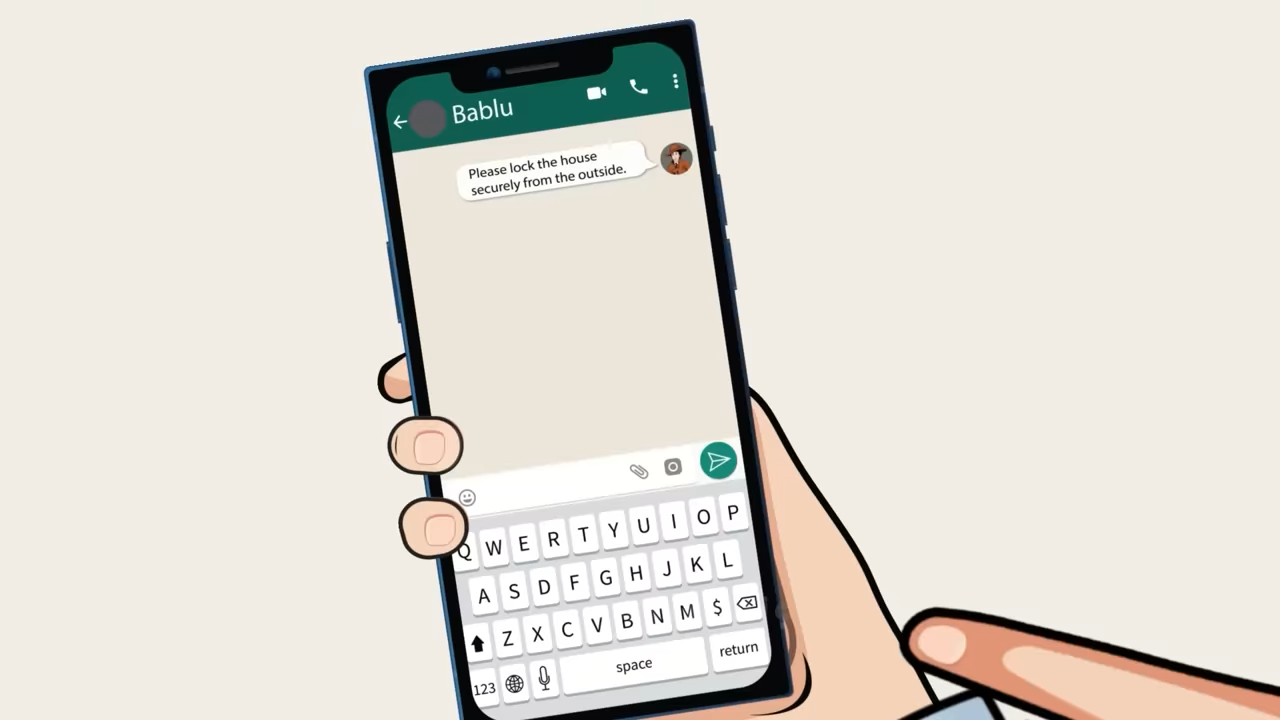 Bablu
Please lock the house
securely from the outside.
Q W E R T Y U I O P
A S D F G H J K L
Z X C V B N M $
123 space return